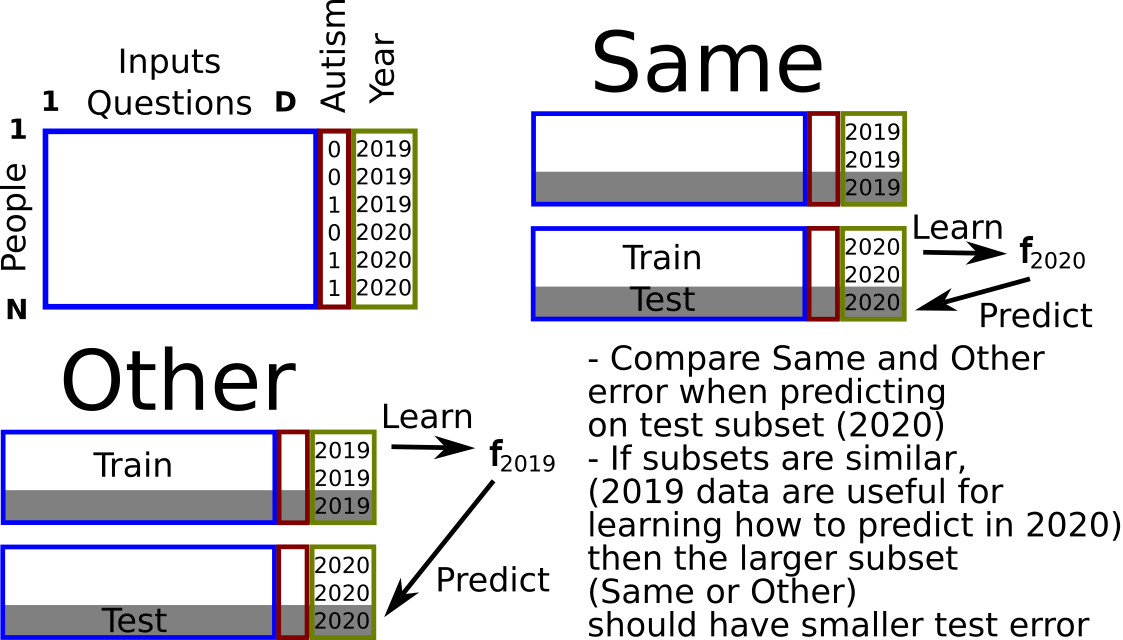 Inputs
1 Questions D
Autism
Year
1
People
N
0 2019
0 2019
1 2019
0 2020
1 2020
1 2020
Same
2019
2019
2019
Train
Test
2020
2020
2020
Learn
f2020
Predict
Other
Train
2019
2019
2019
Learn
f2019
Test
2020
2020
2020
Predict
- Compare Same and Other
error when predicting
on test subset (2020)
- If subsets are similar,
(2019 data are useful for
learning how to predict in 2020)
then the larger subset
(Same or Other)
should have smaller test error